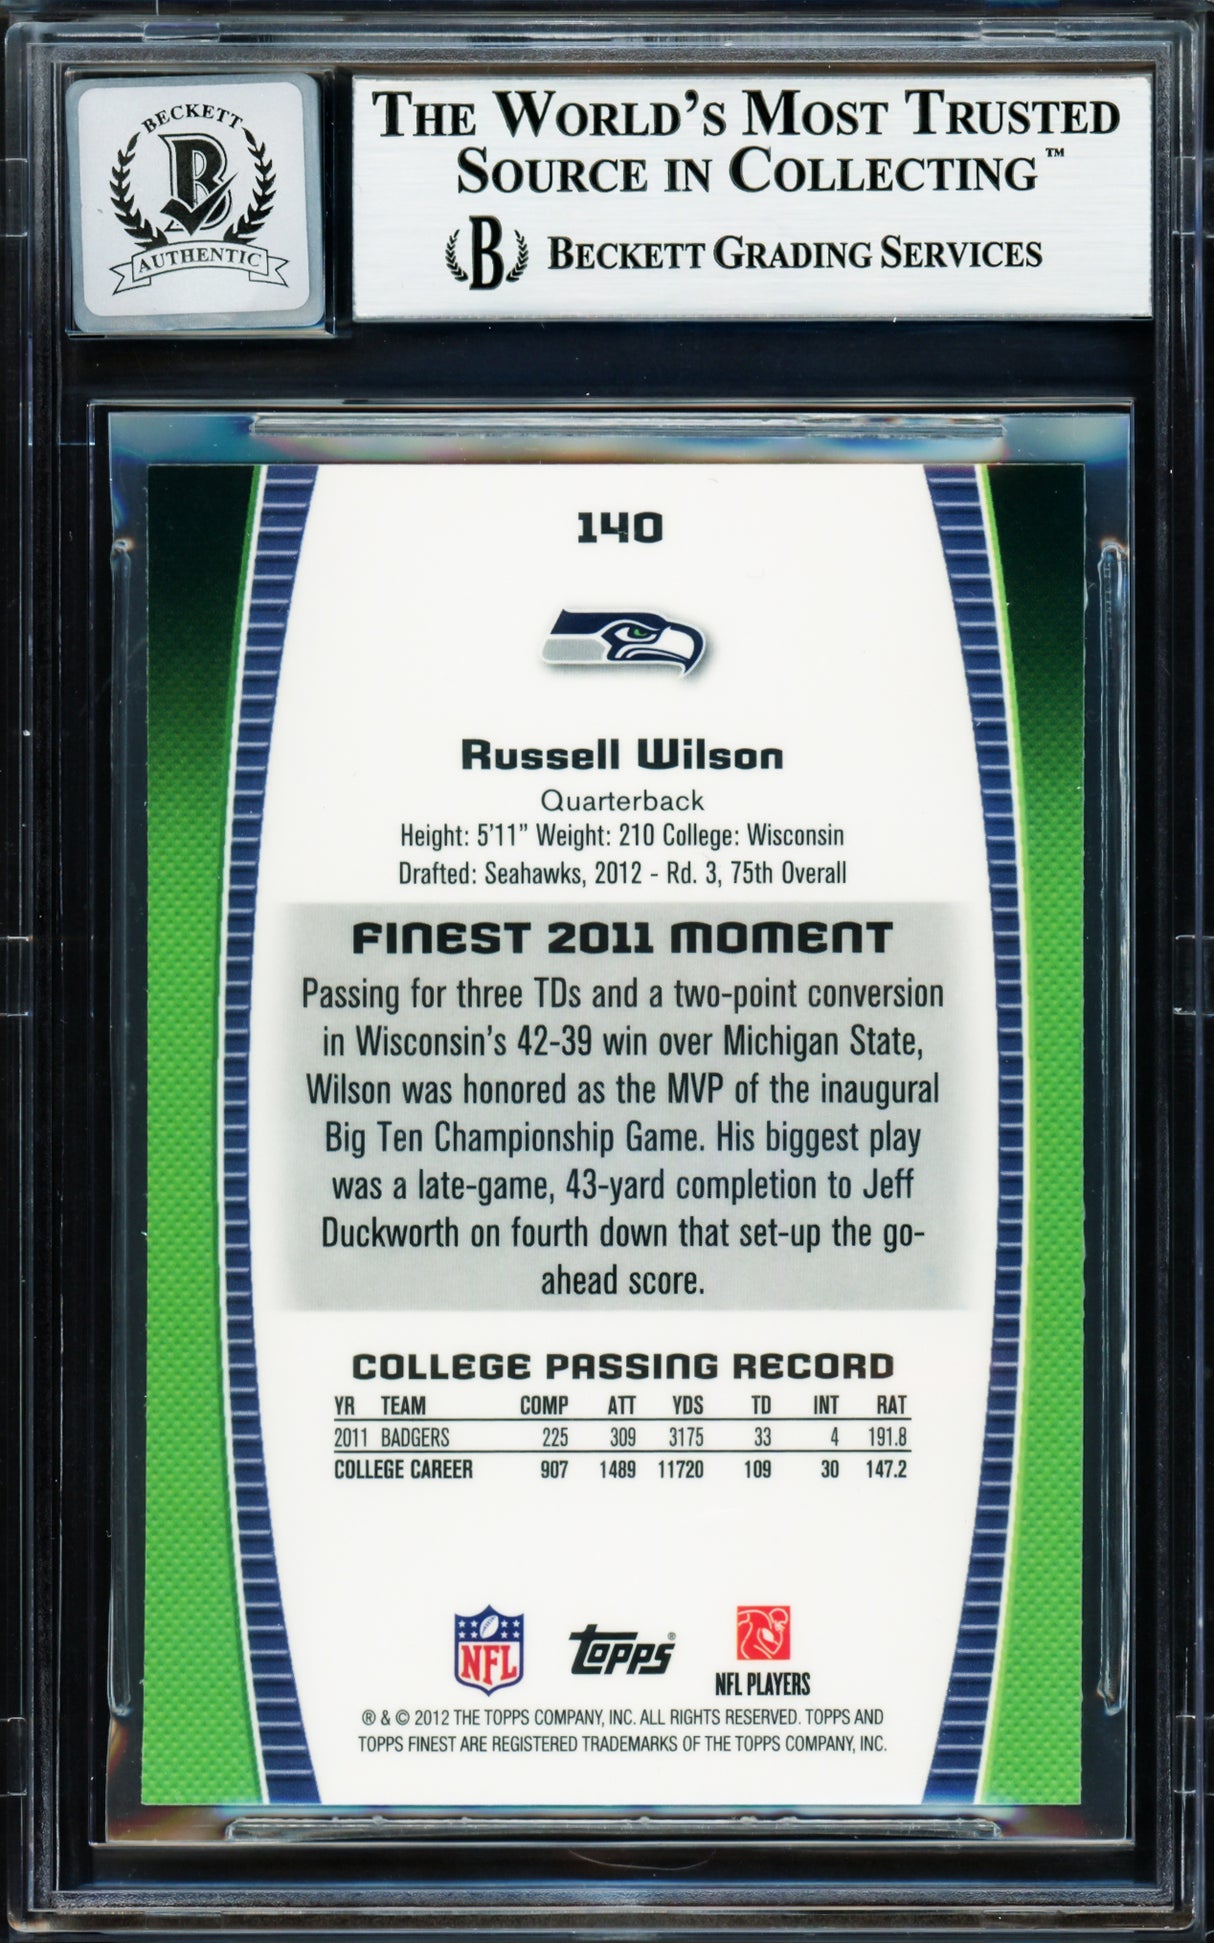 BECKETT
AUTHENTIC
THE WORLD'S MOST TRUSTED
SOURCE IN COLLECTING™
B BECKETT GRADING SERVICES
140
Russell Wilson
Quarterback
Height: 5'11" Weight: 210 College: Wisconsin
Drafted: Seahawks, 2012 - Rd. 3, 75th Overall
FINEST 2011 MOMENT
Passing for three TDs and a two-point conversion
in Wisconsin's 42-39 win over Michigan State,
Wilson was honored as the MVP of the inaugural
Big Ten Championship Game. His biggest play
was a late-game, 43-yard completion to Jeff
Duckworth on fourth down that set-up the go-
ahead score.
COLLEGE PASSING RECORD
YR TEAM COMP ATT YDS TD INT RAT
2011 BADGERS 225 309 3175 33 4 191.8
COLLEGE CAREER 907 1489 11720 109 30 147.2
NFL
Topps®
NFL PLAYERS
® & © 2012 THE TOPPS COMPANY, INC. ALL RIGHTS RESERVED. TOPPS AND
TOPPS FINEST ARE REGISTERED TRADEMARKS OF THE TOPPS COMPANY, INC.